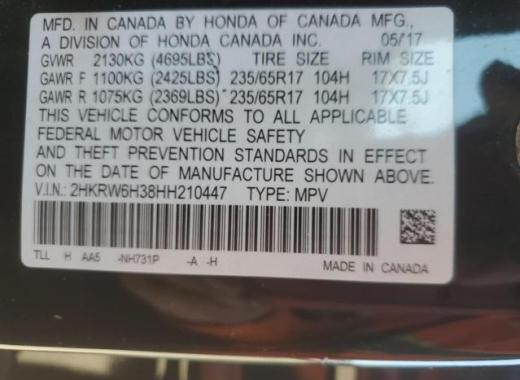 MFD. IN CANADA BY HONDA OF CANADA MFG.,
A DIVISION OF HONDA CANADA INC. 05/17
GVWR 2130KG (4695LBS) TIRE SIZE RIM SIZE
GAWR F 1100KG (2425LBS) 235/65R17 104H 17X7.5J
GAWR R 1075KG (2369LBS) 235/65R17 104H 17X7.5J
THIS VEHICLE CONFORMS TO ALL APPLICABLE
FEDERAL MOTOR VEHICLE SAFETY
AND THEFT PREVENTION STANDARDS IN EFFECT
ON THE DATE OF MANUFACTURE SHOWN ABOVE.
V.I.N.: 2HKRW6H38HH210447 TYPE: MPV
TLL H AA5 -NH731P -A -H
MADE IN CANADA